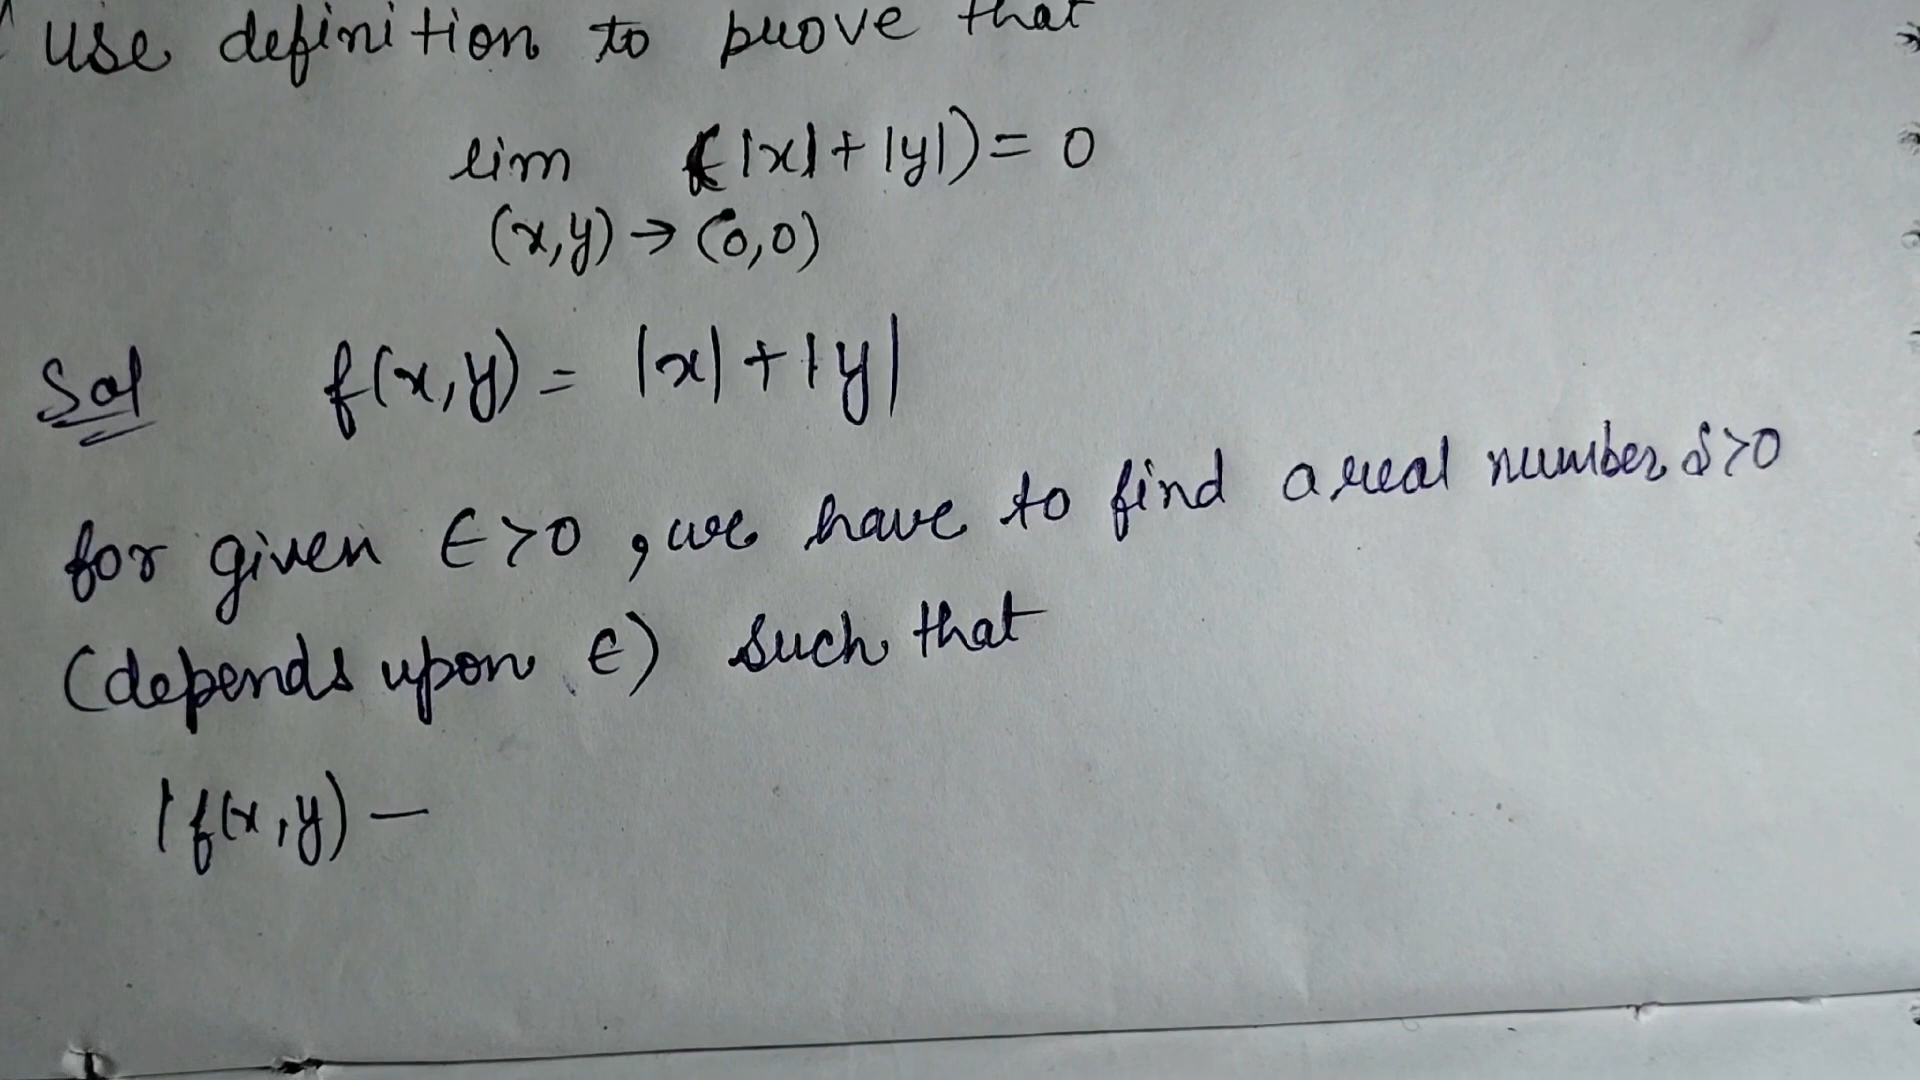 use definition to prove that
lim (|x|+|y|) = 0
(x,y) → (0,0)
Sol f(x,y) = |x|+|y|
for given ϵ>0, we have to find a real number δ>0
(depends upon ϵ) such that
|f(x,y) –